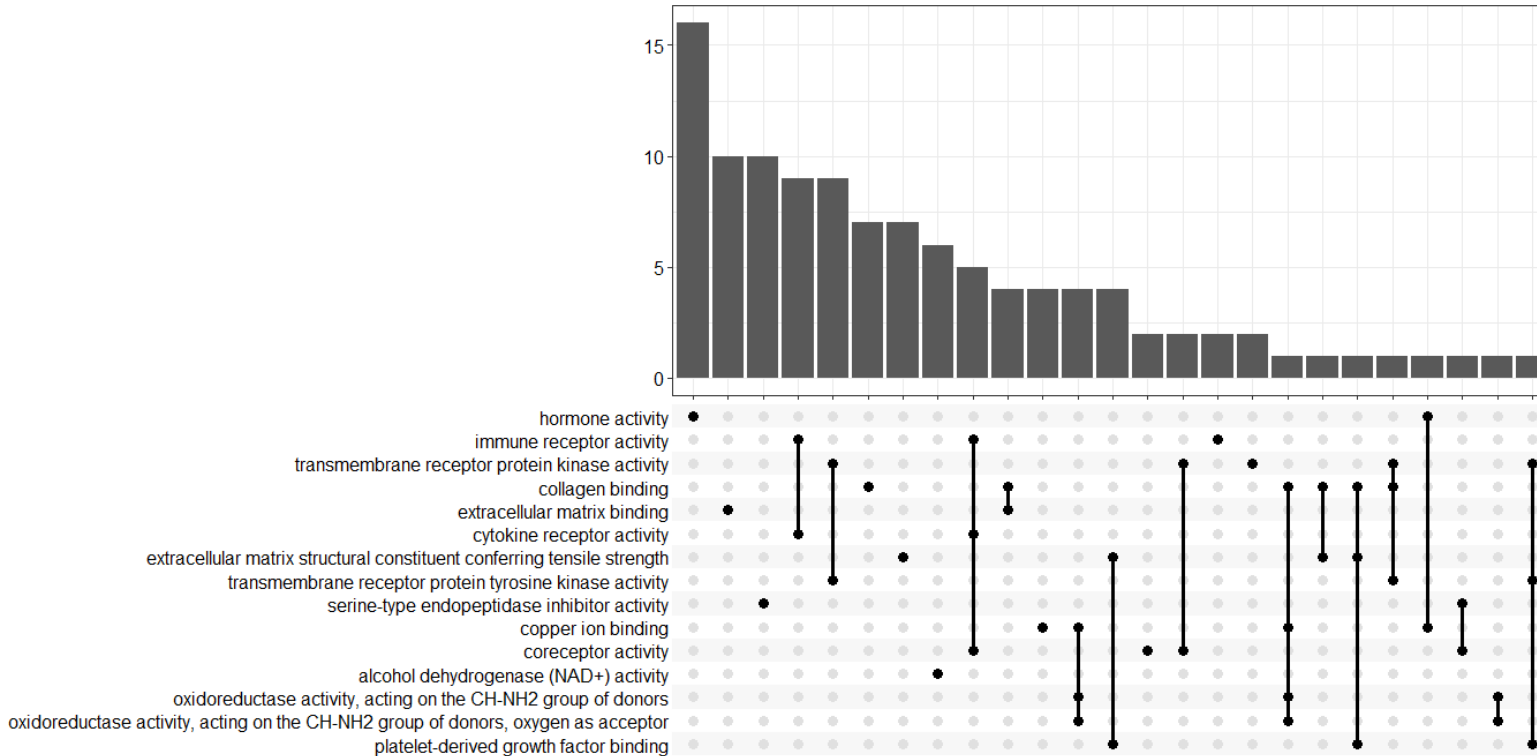 15
10
5
0
hormone activity
immune receptor activity
transmembrane receptor protein kinase activity
collagen binding
extracellular matrix binding
cytokine receptor activity
extracellular matrix structural constituent conferring tensile strength
transmembrane receptor protein tyrosine kinase activity
serine-type endopeptidase inhibitor activity
copper ion binding
coreceptor activity
alcohol dehydrogenase (NAD+) activity
oxidoreductase activity, acting on the CH-NH2 group of donors
oxidoreductase activity, acting on the CH-NH2 group of donors, oxygen as acceptor
platelet-derived growth factor binding